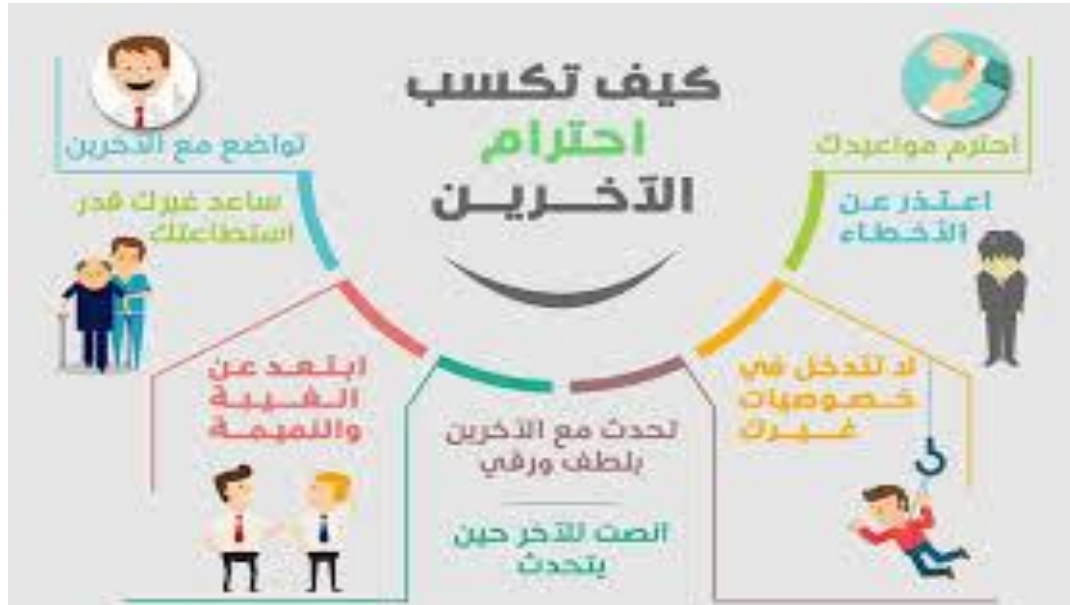 كيف تكسب
احترام
الآخرين
احترم مواعيدك
اعتذر عن
الأخطاء
لا تتدخل في
خصوصيات
غيرك
تحدث مع الآخرين
بلطف ورقي
انصت للآخر حين
يتحدث
ابتعد عن
الغيبة
والنميمة
ساعد غيرك قدر
استطاعتك
تواضع مع الآخرين